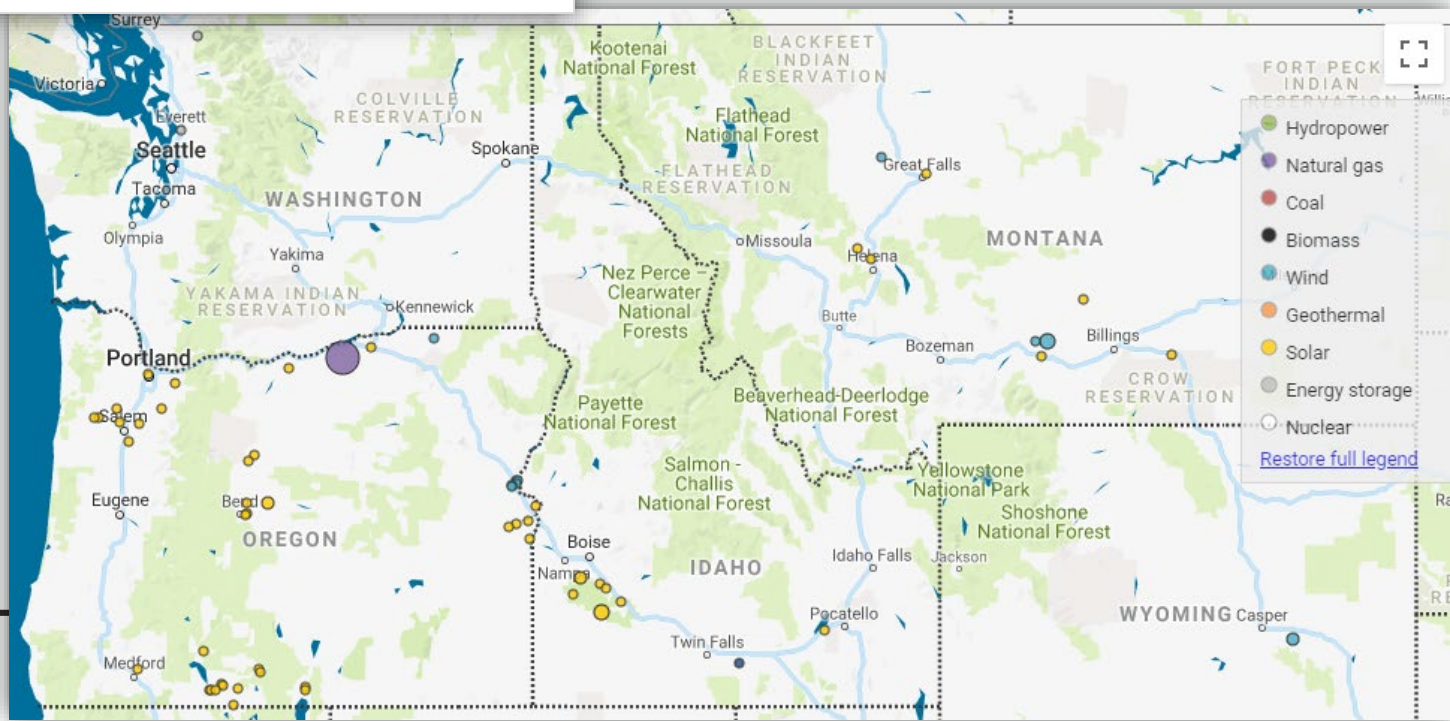 Surrey
Victoria
Everett
Seattle
Tacoma
Olympia
COLVILLE
RESERVATION
WASHINGTON
Spokane
Yakima
YAKAMA INDIAN
RESERVATION
Kennewick
Portland
Salem
Eugene
Bend
OREGON
Medford
Kootenai
National Forest
BLACKFEET
INDIAN
RESERVATION
Flathead
National Forest
FLATHEAD
RESERVATION
Great Falls
Missoula
Helena
MONTANA
Nez Perce –
Clearwater
National
Forests
Butte
Bozeman
Billings
CROW
RESERVATION
Payette
National Forest
Beaverhead-Deerlodge
National Forest
Salmon -
Challis
National Forest
Yellowstone
National Park
Shoshone
National Forest
Boise
Nampa
IDAHO
Idaho Falls
Jackson
Pocatello
Twin Falls
WYOMING
Casper
FORT PECK
INDIAN
RESERVATION
Hydropower
Natural gas
Coal
Biomass
Wind
Geothermal
Solar
Energy storage
Nuclear
Restore full legend